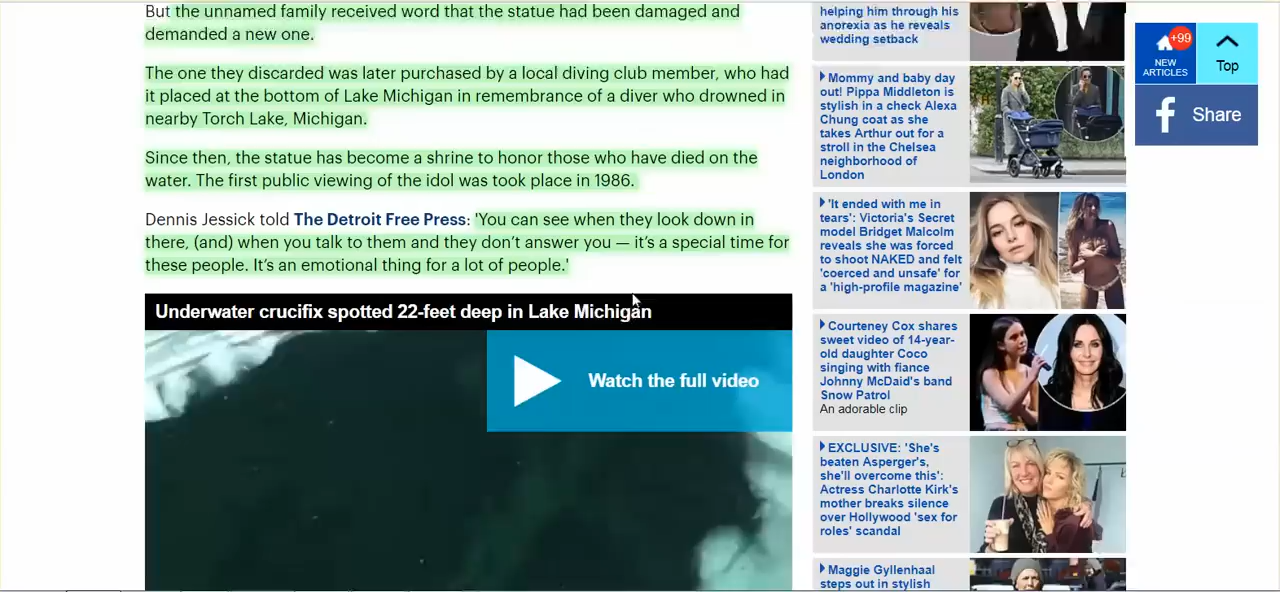 But the unnamed family received word that the statue had been damaged and
demanded a new one.
The one they discarded was later purchased by a local diving club member, who had
it placed at the bottom of Lake Michigan in remembrance of a diver who drowned in
nearby Torch Lake, Michigan.
Since then, the statue has become a shrine to honor those who have died on the
water. The first public viewing of the idol was took place in 1986.
Dennis Jessick told The Detroit Free Press: 'You can see when they look down in
there, (and) when you talk to them and they don't answer you — it's a special time for
these people. It's an emotional thing for a lot of people.'
Underwater crucifix spotted 22-feet deep in Lake Michigan
Watch the full video
helping him through his
anorexia as he reveals
wedding setback
Mommy and baby day
out! Pippa Middleton is
stylish in a check Alexa
Chung coat as she
takes Arthur out for a
stroll in the Chelsea
neighborhood of
London
'It ended with me in
tears': Victoria's Secret
model Bridget Malcolm
reveals she was forced
to shoot NAKED and felt
'coerced and unsafe' for
a 'high-profile magazine'
Courteney Cox shares
sweet video of 14-year-
old daughter Coco
singing with fiance
Johnny McDaid's band
Snow Patrol
An adorable clip
EXCLUSIVE: 'She's
beaten Asperger's,
she'll overcome this':
Actress Charlotte Kirk's
mother breaks silence
over Hollywood 'sex for
roles' scandal
Maggie Gyllenhaal
steps out in stylish
+99
NEW
ARTICLES
Top
Share